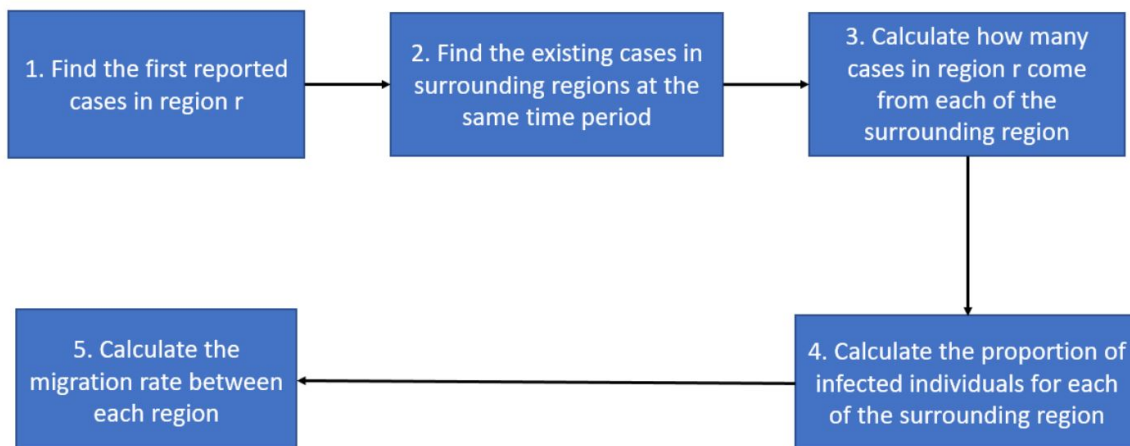 1. Find the first reported
cases in region r
2. Find the existing cases in
surrounding regions at the
same time period
3. Calculate how many
cases in region r come
from each of the
surrounding region
4. Calculate the proportion of
infected individuals for each
of the surrounding region
5. Calculate the
migration rate between
each region